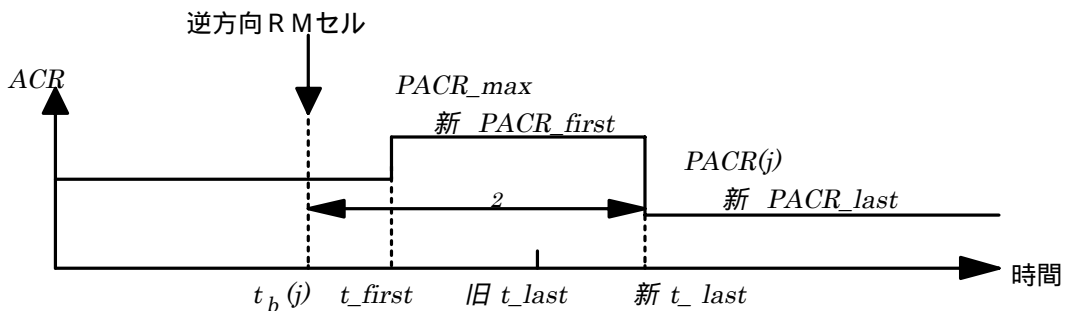 逆方向ＲＭセル
ACR
PACR_max
新 PACR_first
PACR(j)
2
新 PACR_last
時間
t_b(j) t_first 旧 t_last 新 t_ last